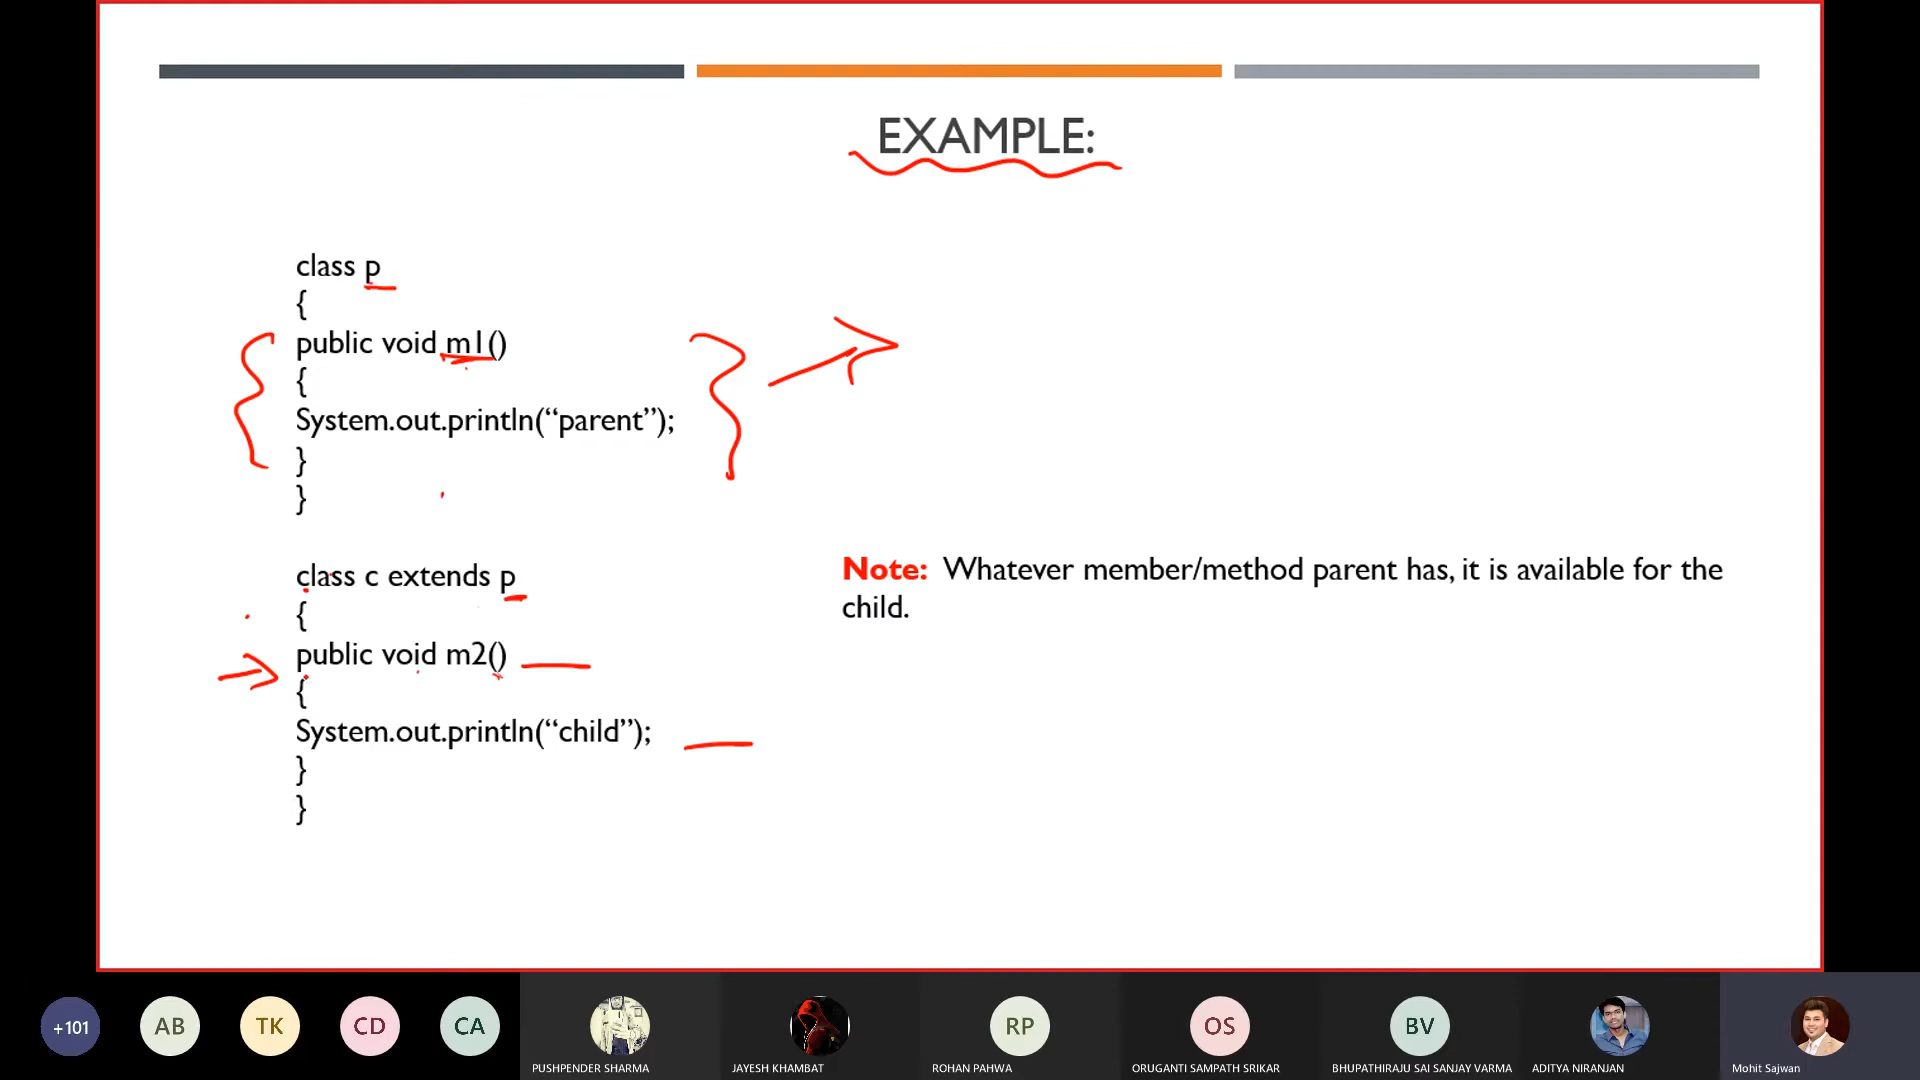 EXAMPLE:
class p
{
public void m1()
{
System.out.println(“parent”);
}
}
class c extends p
{
public void m2()
{
System.out.println(“child”);
}
}
Note: Whatever member/method parent has, it is available for the
child.
+101
AB
TK
CD
CA
RP
OS
BV
PUSHPENDER SHARMA
JAYESH KHAMBAT
ROHAN PAHWA
ORUGANTI SAMPATH SRIKAR
BHUPATHIRAJU SAI SANJAY VARMA
ADITYA NIRANJAN
Mohit Sajwan